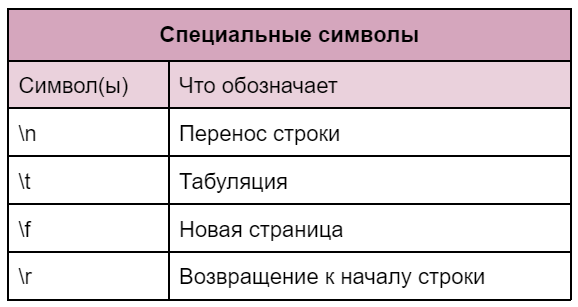 Специальные символы
Символ(ы) Что обозначает
\n Перенос строки
\t Табуляция
\f Новая страница
\r Возвращение к началу строки